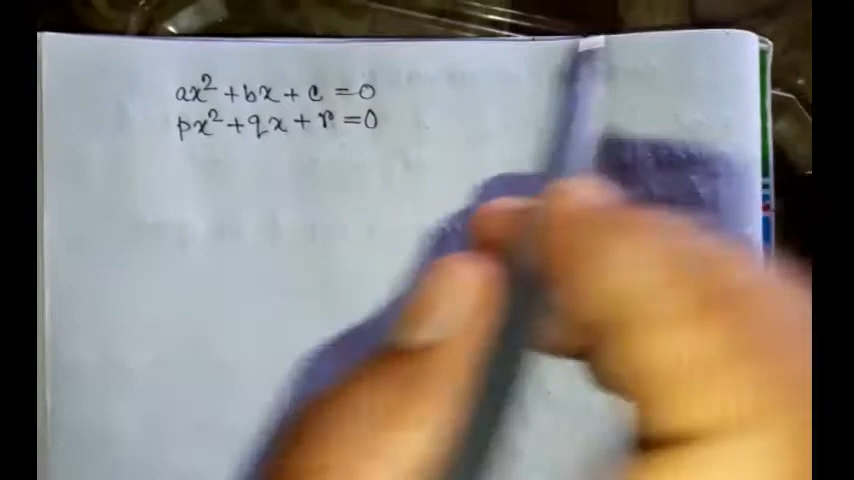 ax² + bx + c = 0
px² + qx + r = 0